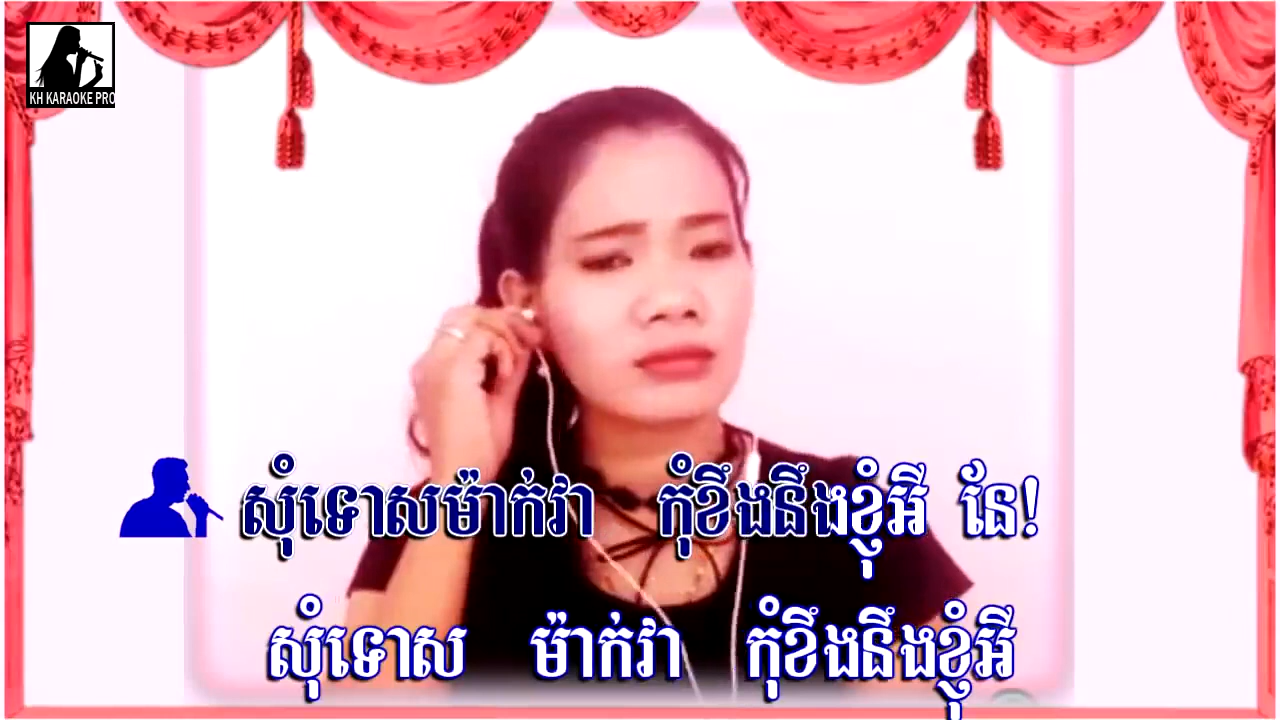 KH KARAOKE PRO
សុំទោសម៉ាក់វា កុំខឹងនឹងខ្ញុំអី នែ!
សុំទោស ម៉ាក់វា កុំខឹងនឹងខ្ញុំអី